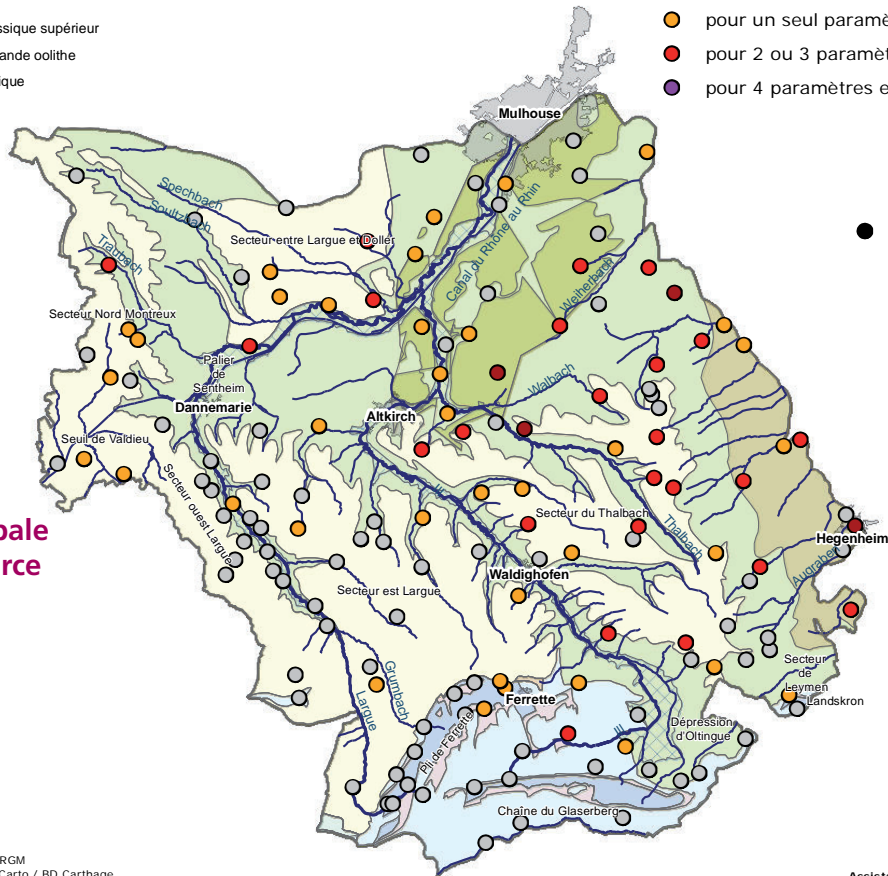 ssique supérieur
ande oolithe
ique
pour un seul paramè
pour 2 ou 3 paramèt
pour 4 paramètres e
Mulhouse
Spechbach
Soultzbach
Secteur entre Largue et Doller
Canal du Rhône au Rhin
Traubach
Weiherbach
Secteur Nord Montreux
Palier
de
Sentheim
Dannemarie
Altkirch
Walbach
Seuil de Valdieu
Secteur ouest Largue
Ill
Secteur du Thalbach
Thalbach
Hegenheim
Augraben
pale
rce
Waldighofen
Secteur est Largue
Grumbach
Largue
Secteur
de
Leymen
Landskron
Ferrette
Pli de Ferrette
Ill
Dépression
d'Oltingue
Chaîne du Glaserberg
RGM
Carto / BD Carthage
Assiste